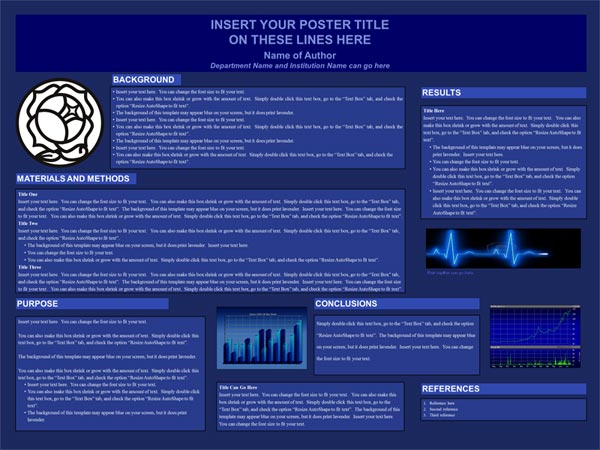 INSERT YOUR POSTER TITLE
ON THESE LINES HERE
Name of Author
Department Name and Institution Name can go here
BACKGROUND
• Insert your text here. You can change the font size to fit your text.
• You can also make this box shrink or grow with the amount of text. Simply double click this text box, go to the "Text Box" tab, and check the
option "Resize AutoShape to fit text".
• The background of this template may appear blue on your screen, but it does print lavender.
• Insert your text here. You can change the font size to fit your text.
• You can also make this box shrink or grow with the amount of text. Simply double click this text box, go to the "Text Box" tab, and check the
option "Resize AutoShape to fit text".
• The background of this template may appear blue on your screen, but it does print lavender.
• Insert your text here. You can change the font size to fit your text.
• You can also make this box shrink or grow with the amount of text. Simply double click this text box, go to the "Text Box" tab, and check the
option "Resize AutoShape to fit text".
MATERIALS AND METHODS
Title One
Insert your text here. You can change the font size to fit your text. You can also make this box shrink or grow with the amount of text. Simply double click this text box, go to the "Text Box" tab,
and check the option "Resize AutoShape to fit text". Insert your text here. You can change the font size to fit your text. Insert your text here. You can change the font size
to fit your text. You can also make this box shrink or grow with the amount of text. Simply double click this text box, go to the "Text Box" tab, and check the option "Resize AutoShape to fit text".
Title Two
Insert your text here. You can change the font size to fit your text. You can also make this box shrink or grow with the amount of text. Simply double click this text box, go to the "Text Box" tab,
and check the option "Resize AutoShape to fit text".
• The background of this template may appear blue on your screen, but it does print lavender. Insert your text here.
• You can change the font size to fit your text.
• You can also make this box shrink or grow with the amount of text. Simply double click this text box, go to the "Text Box" tab, and check the option "Resize AutoShape to fit text".
Title Three
Insert your text here. You can change the font size to fit your text. You can also make this box shrink or grow with the amount of text. Simply double click this text box, go to the "Text Box" tab,
and check the option "Resize AutoShape to fit text". The background of this template may appear blue on your screen, but it does print lavender. Insert your text here. You can change the font size
to fit your text. You can also make this box shrink or grow with the amount of text. Simply double click this text box, go to the "Text Box" tab, and check the option "Resize AutoShape to fit text".
PURPOSE
Insert your text here. You can change the font size to fit your text.
You can also make this box shrink or grow with the amount of text. Simply double click this
text box, go to the "Text Box" tab, and check the option "Resize AutoShape to fit text".
The background of this template may appear blue on your screen, but it does print lavender.
You can also make this box shrink or grow with the amount of text. Simply double click this
text box, go to the "Text Box" tab, and check the option "Resize AutoShape to fit text".
• Insert your text here. You can change the font size to fit your text.
• You can also make this box shrink or grow with the amount of text. Simply double click
this text box, go to the "Text Box" tab, and check the option "Resize AutoShape to fit text".
• The background of this template may appear blue on your screen, but it does print
lavender.
CONCLUSIONS
Simply double click this text box, go to the "Text Box" tab, and check the option
"Resize AutoShape to fit text". The background of this template may appear blue
on your screen, but it does print lavender. Insert your text here. You can change
the font size to fit your text.
Title Can Go Here
Insert your text here. You can change the font size to fit your text. You can also make this
box shrink or grow with the amount of text. Simply double click this text box, go to the
"Text Box" tab, and check the option "Resize AutoShape to fit text". The background of this
template may appear blue on your screen, but it does print lavender. Insert your text here.
You can change the font size to fit your text.
RESULTS
Title Here
Insert your text here. You can change the font size to fit your text. You can also
make this box shrink or grow with the amount of text. Simply double click this text
box, go to the "Text Box" tab, and check the option "Resize AutoShape to fit
text".
• The background of this template may appear blue on your screen, but it does print
lavender. Insert your text here.
• You can change the font size to fit your text.
• You can also make this box shrink or grow with the amount of text. Simply
double click this text box, go to the "Text Box" tab, and check the option
"Resize AutoShape to fit text".
• Insert your text here. You can change the font size to fit your text. You can
also make this box shrink or grow with the amount of text. Simply double
click this text box, go to the "Text Box" tab, and check the option "Resize
AutoShape to fit text".
REFERENCES
1. Reference here
2. Second reference
3. Third reference